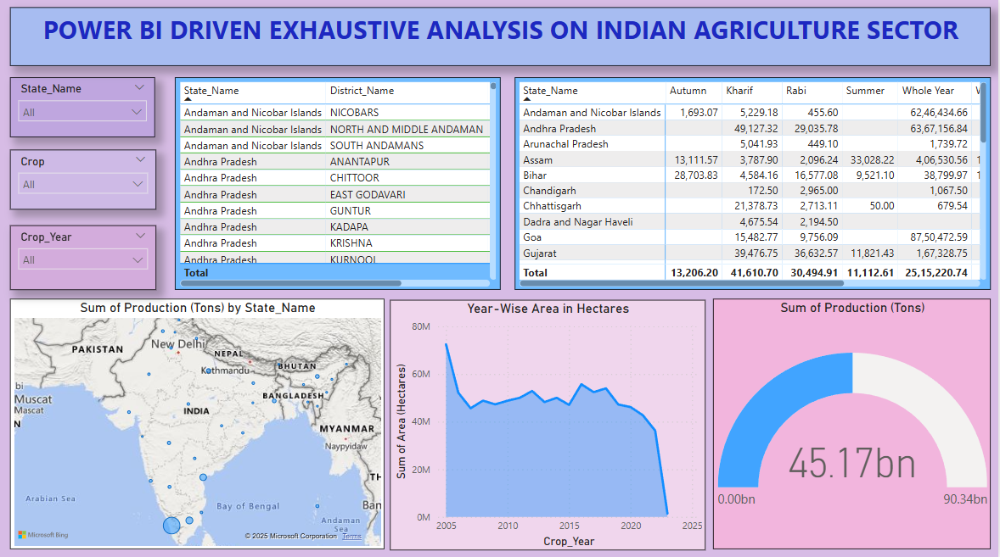 POWER BI DRIVEN EXHAUSTIVE ANALYSIS ON INDIAN AGRICULTURE SECTOR
State_Name
All
Crop
All
Crop_Year
All
State_Name District_Name
Andaman and Nicobar Islands NICOBARS
Andaman and Nicobar Islands NORTH AND MIDDLE ANDAMAN
Andaman and Nicobar Islands SOUTH ANDAMANS
Andhra Pradesh ANANTAPUR
Andhra Pradesh CHITTOOR
Andhra Pradesh EAST GODAVARI
Andhra Pradesh GUNTUR
Andhra Pradesh KADAPA
Andhra Pradesh KRISHNA
Andhra Pradesh KURNOOL
Total
State_Name Autumn Kharif Rabi Summer Whole Year
Andaman and Nicobar Islands 1,693.07 5,229.18 455.60 62,46,434.66
Andhra Pradesh 49,127.32 29,035.78 63,67,156.84
Arunachal Pradesh 5,041.93 449.10 1,739.72
Assam 13,111.57 3,787.90 2,096.24 33,028.22 4,06,530.56 1
Bihar 28,703.83 4,584.16 16,577.08 9,521.10 38,799.97 1
Chandigarh 172.50 2,965.00 1,067.50
Chhattisgarh 21,378.73 2,713.11 50.00 679.54
Dadra and Nagar Haveli 4,675.54 2,194.50
Goa 15,482.77 9,756.09 87,50,472.59
Gujarat 39,476.75 36,632.57 11,821.43 1,67,328.75
Total 13,206.20 41,610.70 30,494.91 11,112.61 25,15,220.74
Sum of Production (Tons) by State_Name
PAKISTAN
New Delhi
NEPAL
Kathmandu
BHUTAN
bi
Muscat
Mascat
N
BANGLADESH
INDIA
MYANMAR
Naypyidaw
TH
Arabian Sea
Bay of Bengal
Ban
Andaman
Sea
Microsoft Bing
© 2025 Microsoft Corporation Terms
Year-Wise Area in Hectares
Sum of Area (Hectares)
80M
60M
40M
20M
0M
2005 2010 2015 2020 2025
Crop_Year
Sum of Production (Tons)
45.17bn
0.00bn 90.34bn